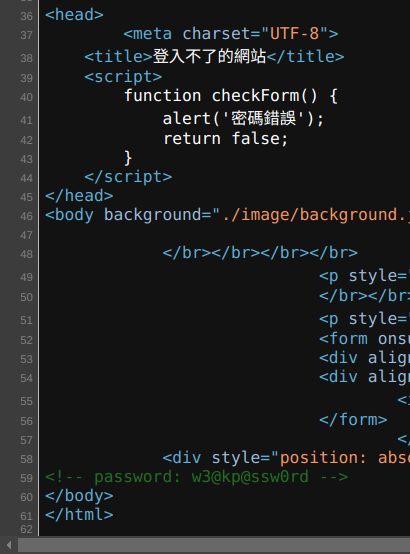 36 <head>
37 <meta charset="UTF-8">
38 <title>登入不了的網站</title>
39 <script>
40 function checkForm() {
41 alert('密碼錯誤');
42 return false;
43 }
44 </script>
45 </head>
46 <body background="./image/background.
47
48 </br></br></br></br>
49 <p style="
50 </br></br
51 <p style="
52 <form onsu
53 <div align
54 <div align
55 <
56 </form>
57 </
58 <div style="position: abs
59 <!-- password: w3@kp@ssw0rd -->
60 </body>
61 </html>
62